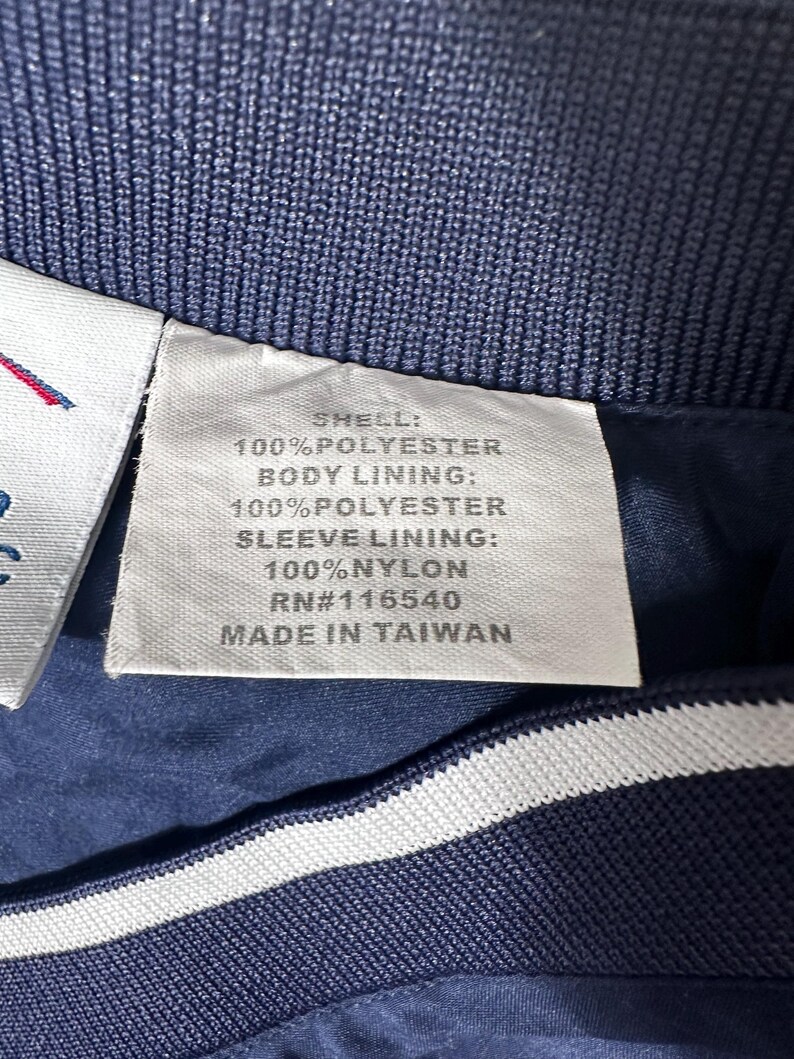 SHELL:
100%POLYESTER
BODY LINING:
100%POLYESTER
SLEEVE LINING:
100%NYLON
RN#116540
MADE IN TAIWAN